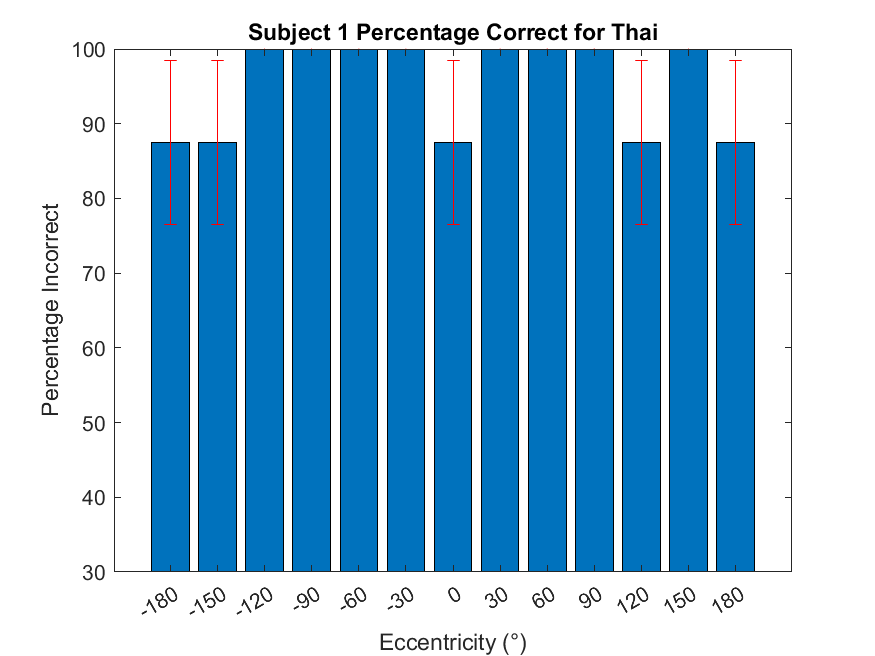 Subject 1 Percentage Correct for Thai
100
90
80
70
60
50
40
30
Percentage Incorrect
-180 -150 -120 -90 -60 -30 0 30 60 90 120 150 180
Eccentricity (°)